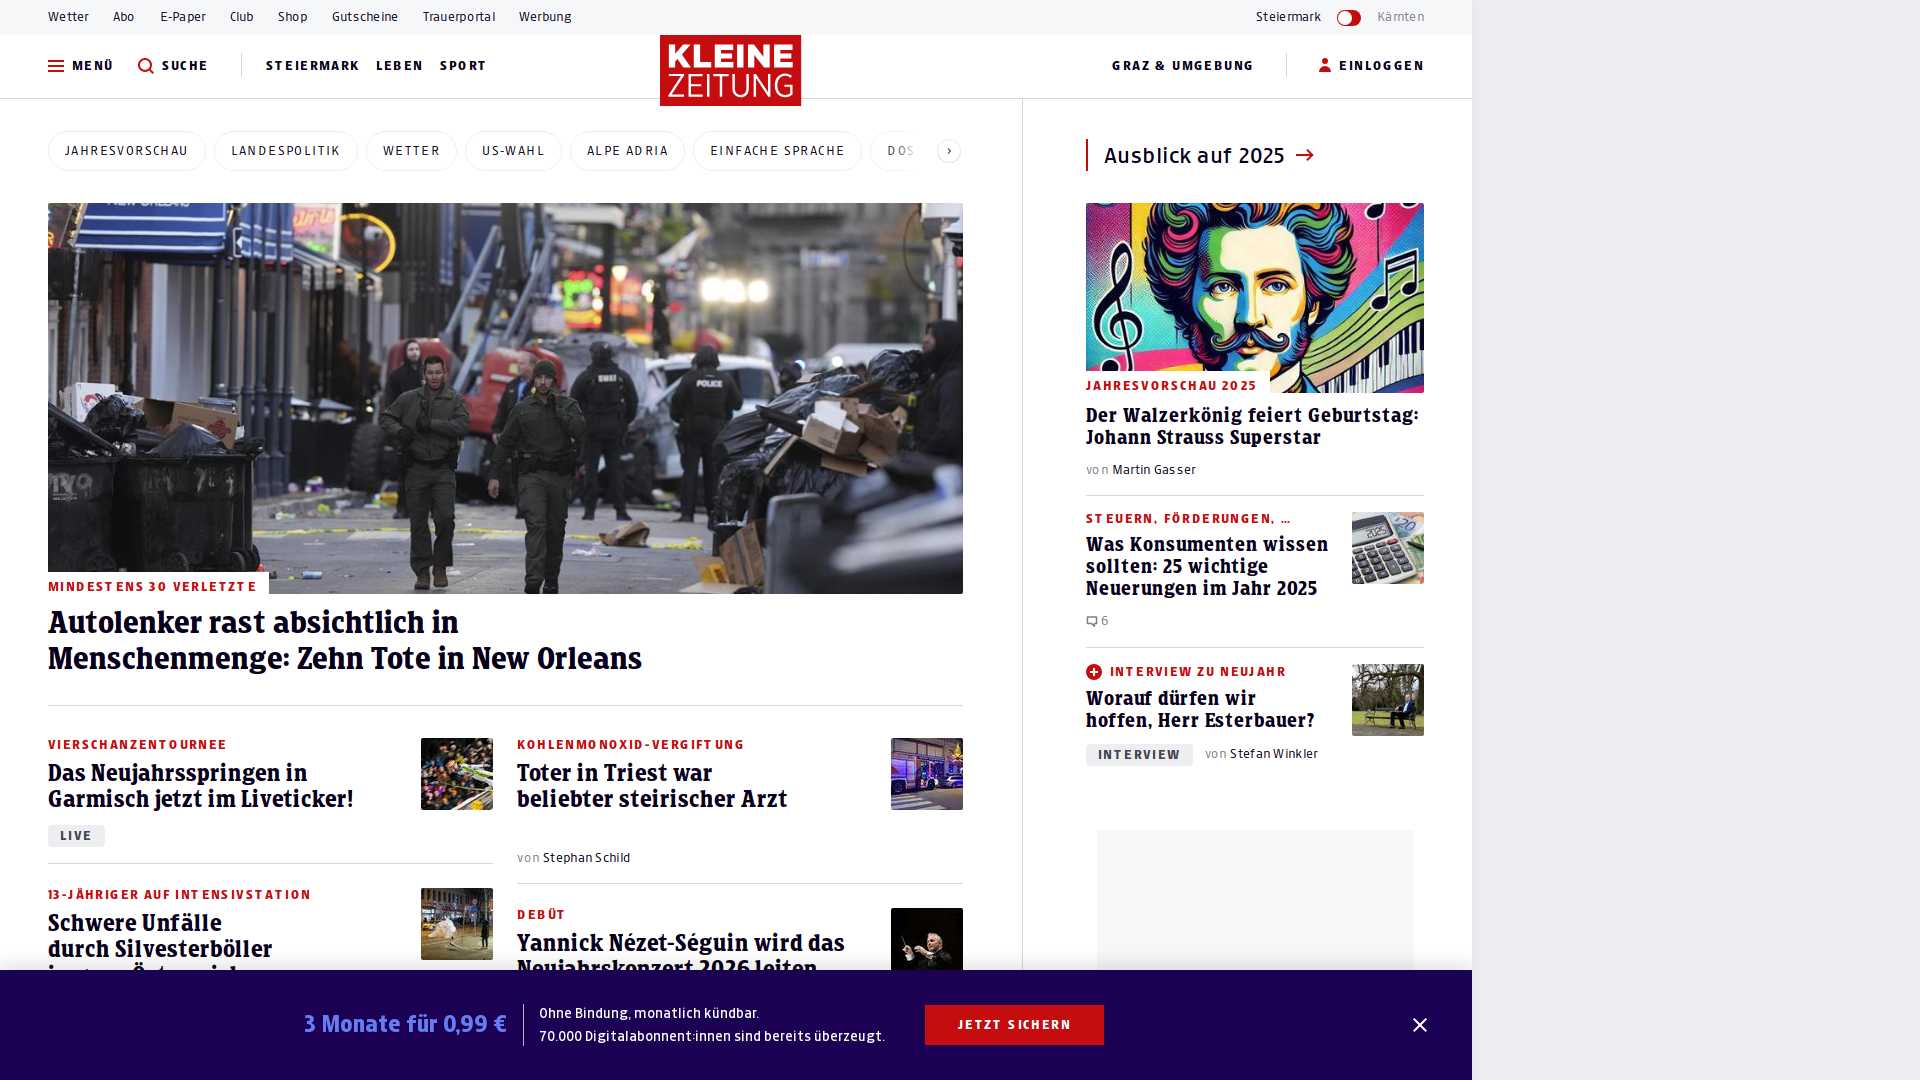 Wetter Abo E-Paper Club Shop Gutscheine Trauerportal Werbung
Steiermark Kärnten
MENÜ SUCHE STEIERMARK LEBEN SPORT
KLEINE
ZEITUNG
GRAZ & UMGEBUNG EINLOGGEN
JAHRESVORSCHAU LANDESPOLITIK WETTER US-WAHL ALPE ADRIA EINFACHE SPRACHE DOS
POLICE
SWAT
MINDESTENS 30 VERLETZTE
Autolenker rast absichtlich in
Menschenmenge: Zehn Tote in New Orleans
VIERSCHANZENTOURNEE
Das Neujahrsspringen in
Garmisch jetzt im Liveticker!
LIVE
13-JÄHRIGER AUF INTENSIVSTATION
Schwere Unfälle
durch Silvesterböller
KOHLENMONOXID-VERGIFTUNG
Toter in Triest war
beliebter steirischer Arzt
von Stephan Schild
DEBÜT
Yannick Nézet-Séguin wird das
Neujahrskonzert 2026 leiten
Ausblick auf 2025
JAHRESVORSCHAU 2025
Der Walzerkönig feiert Geburtstag:
Johann Strauss Superstar
von Martin Gasser
STEUERN, FÖRDERUNGEN, ...
Was Konsumenten wissen
sollten: 25 wichtige
Neuerungen im Jahr 2025
6
INTERVIEW ZU NEUJAHR
Worauf dürfen wir
hoffen, Herr Esterbauer?
INTERVIEW von Stefan Winkler
3 Monate für 0,99 €
Ohne Bindung, monatlich kündbar.
70.000 Digitalabonnent:innen sind bereits überzeugt.
JETZT SICHERN